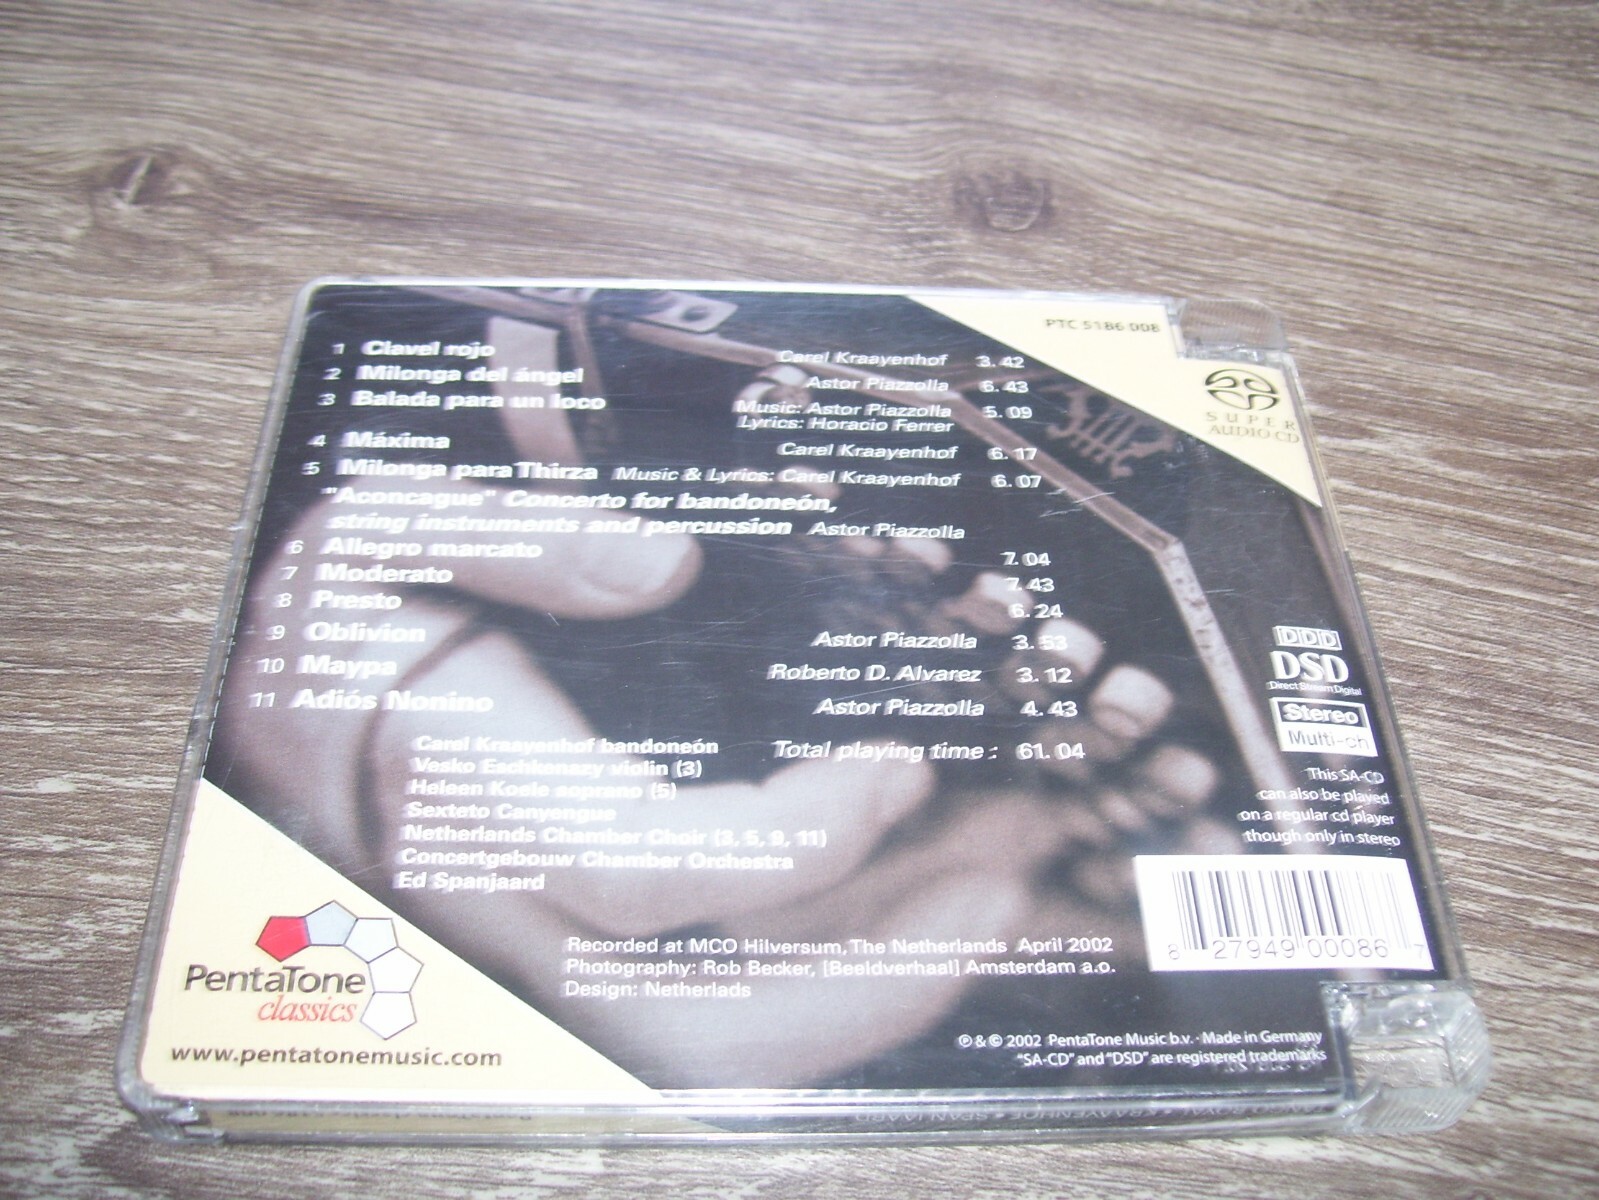 PTC 5186 008
SUPER
AUDIO CD
1 Clavel rojo Carel Kraayenhof 3. 42
2 Milonga del ángel Astor Piazzolla 6. 43
3 Balada para un loco Music: Astor Piazzolla 5. 09
Lyrics: Horacio Ferrer
4 Máxima Carel Kraayenhof 6. 17
5 Milonga para Thirza Music & Lyrics: Carel Kraayenhof 6. 07
"Aconcague" Concerto for bandoneón,
string instruments and percussion Astor Piazzolla
6 Allegro marcato 7. 04
7 Moderato 7. 43
8 Presto 6. 24
9 Oblivion Astor Piazzolla 3. 53
10 Maypa Roberto D. Alvarez 3. 12
11 Adiós Nonino Astor Piazzolla 4. 43
Total playing time : 61. 04
Carel Kraayenhof bandoneón
Vesko Eschkenazy violin (3)
Heleen Koele soprano (5)
Sexteto Canyengue
Netherlands Chamber Choir (3, 5, 9, 11)
Concertgebouw Chamber Orchestra
Ed Spanjaard
DDD
DSD
Direct Stream Digital
Stereo
Multi-ch
This SA-CD
can also be played
on a regular cd player
though only in stereo
8 27949 00086 7
Recorded at MCO Hilversum, The Netherlands April 2002
Photography: Rob Becker, [Beeldverhaal] Amsterdam a.o.
Design: Netherlads
PentaTone
classics
www.pentatonemusic.com
℗ & © 2002 PentaTone Music b.v. · Made in Germany
"SA-CD" and "DSD" are registered trademarks